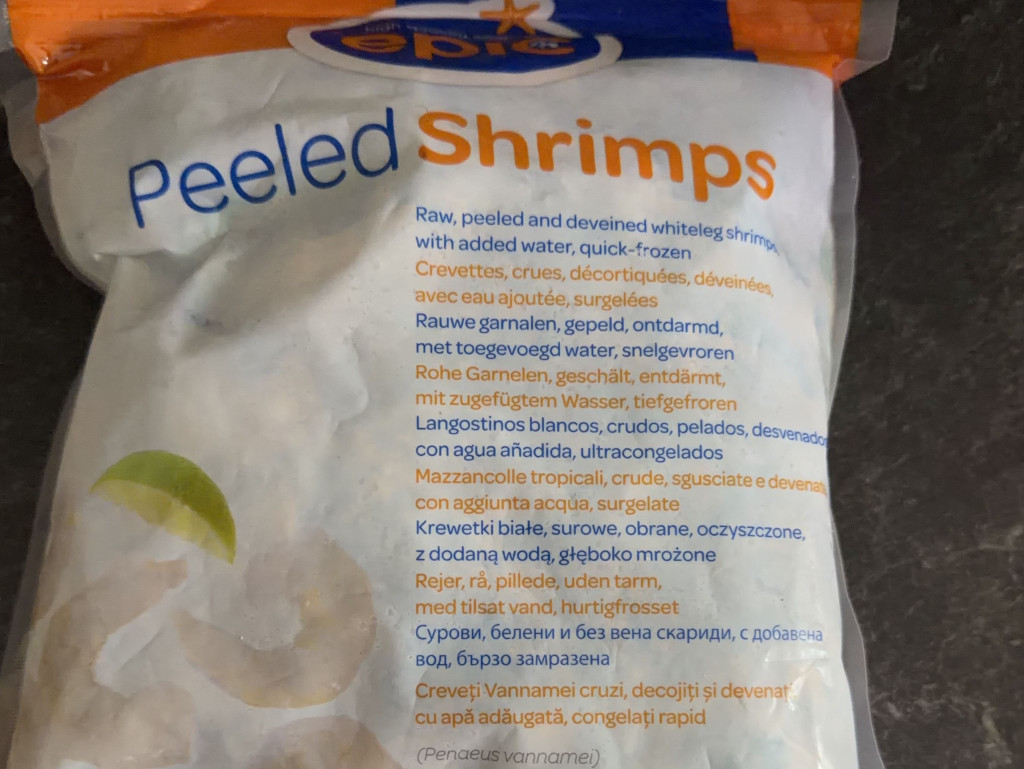 epic
Peeled Shrimps
Raw, peeled and deveined whiteleg shrimps,
with added water, quick-frozen
Crevettes, crues, décortiquées, déveinées,
avec eau ajoutée, surgelées
Rauwe garnalen, gepeld, ontdarmd,
met toegevoegd water, snelgevroren
Rohe Garnelen, geschält, entdärmt,
mit zugefügtem Wasser, tiefgefroren
Langostinos blancos, crudos, pelados, desvenados
con agua añadida, ultracongelados
Mazzancolle tropicali, crude, sgusciate e devenate
con aggiunta acqua, surgelate
Krewetki białe, surowe, obrane, oczyszczone,
z dodaną wodą, głęboko mrożone
Rejer, rå, pillede, uden tarm,
med tilsat vand, hurtigfrosset
Сурови, белени и без вена скариди, с добавена
вод, бързо замразена
Creveți Vannamei cruzi, decojiți și devenați
cu apă adăugată, congelați rapid
(Penaeus vannamei)